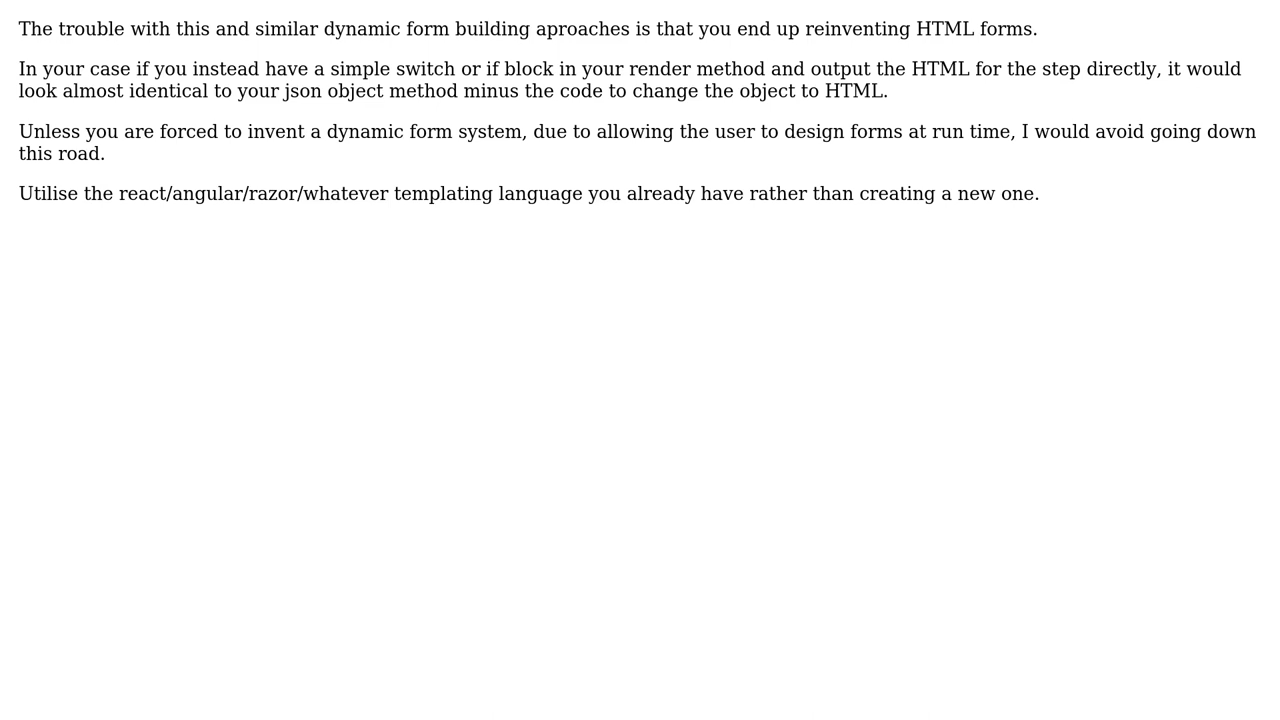 The trouble with this and similar dynamic form building aproaches is that you end up reinventing HTML forms.
In your case if you instead have a simple switch or if block in your render method and output the HTML for the step directly, it would
look almost identical to your json object method minus the code to change the object to HTML.
Unless you are forced to invent a dynamic form system, due to allowing the user to design forms at run time, I would avoid going down
this road.
Utilise the react/angular/razor/whatever templating language you already have rather than creating a new one.